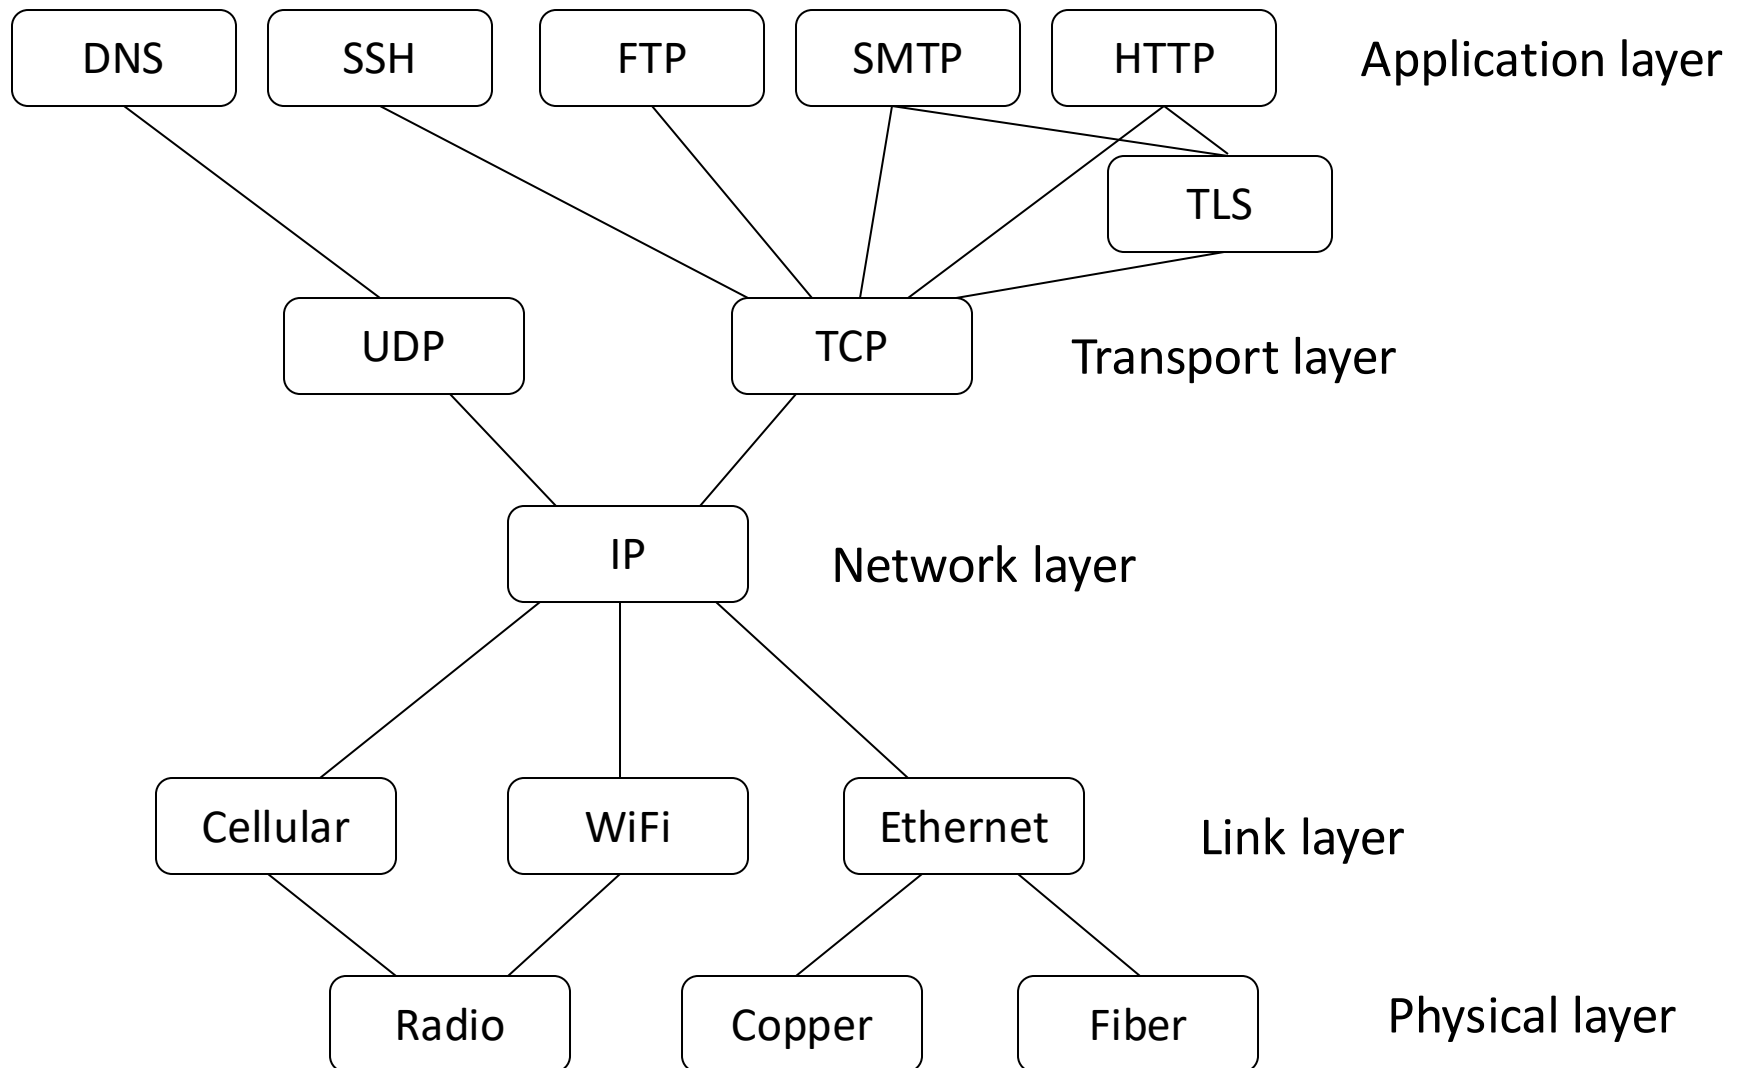 DNS
SSH
FTP
SMTP
HTTP
Application layer
TLS
UDP
TCP
Transport layer
IP
Network layer
Cellular
WiFi
Ethernet
Link layer
Radio
Copper
Fiber
Physical layer